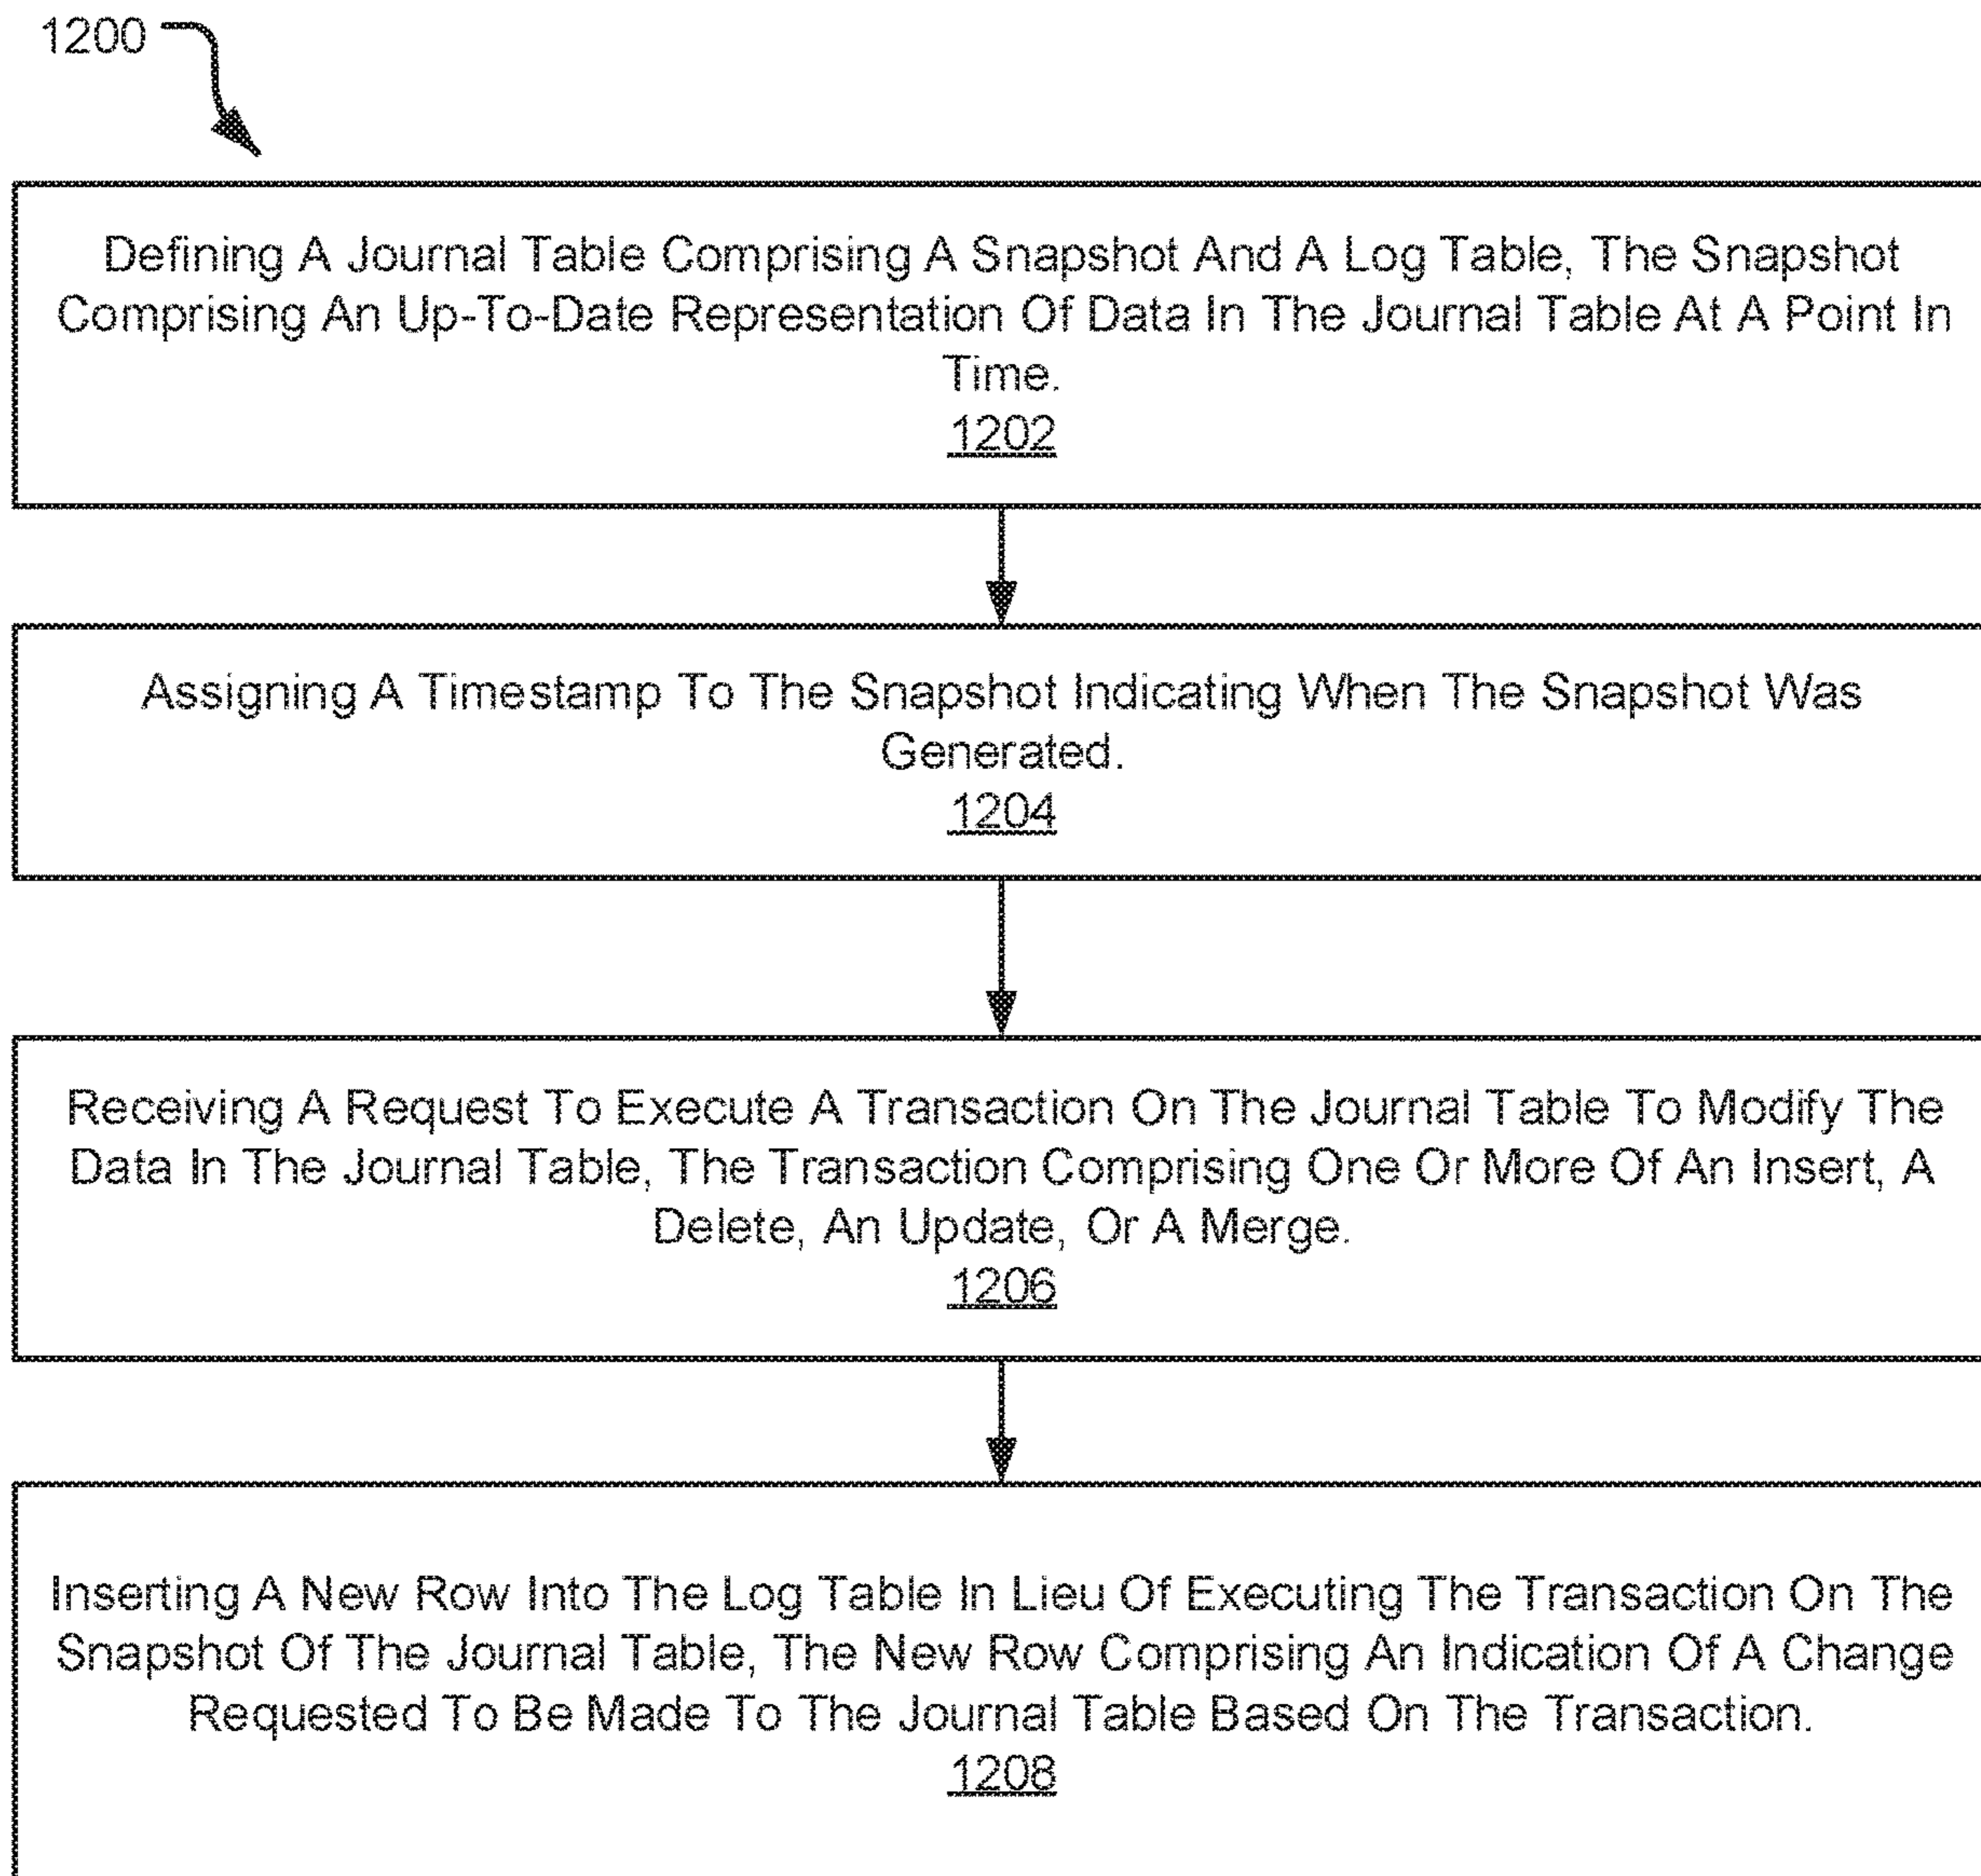 1200
Defining A Journal Table Comprising A Snapshot And A Log Table, The Snapshot
Comprising An Up-To-Date Representation Of Data In The Journal Table At A Point In
Time.
1202
Assigning A Timestamp To The Snapshot Indicating When The Snapshot Was
Generated.
1204
Receiving A Request To Execute A Transaction On The Journal Table To Modify The
Data In The Journal Table, The Transaction Comprising One Or More Of An Insert, A
Delete, An Update, Or A Merge.
1206
Inserting A New Row Into The Log Table In Lieu Of Executing The Transaction On The
Snapshot Of The Journal Table, The New Row Comprising An Indication Of A Change
Requested To Be Made To The Journal Table Based On The Transaction.
1208